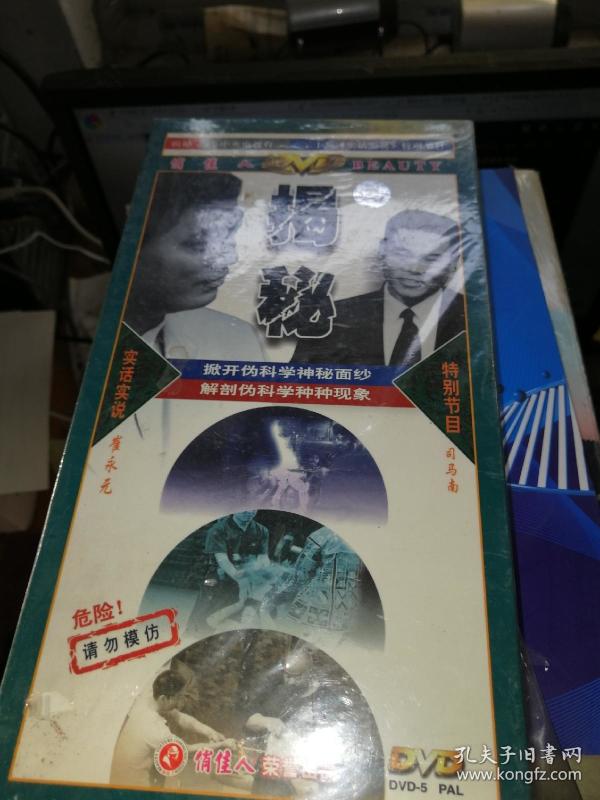 俏佳人 DVD BEAUTY
揭秘
掀开伪科学神秘面纱
解剖伪科学种种现象
实话实说
崔永元
特别节目
司马南
危险!
请勿模仿
俏佳人 荣誉出
DVD
DVD-5 PAL
孔夫子旧书网
www.kongfz.com